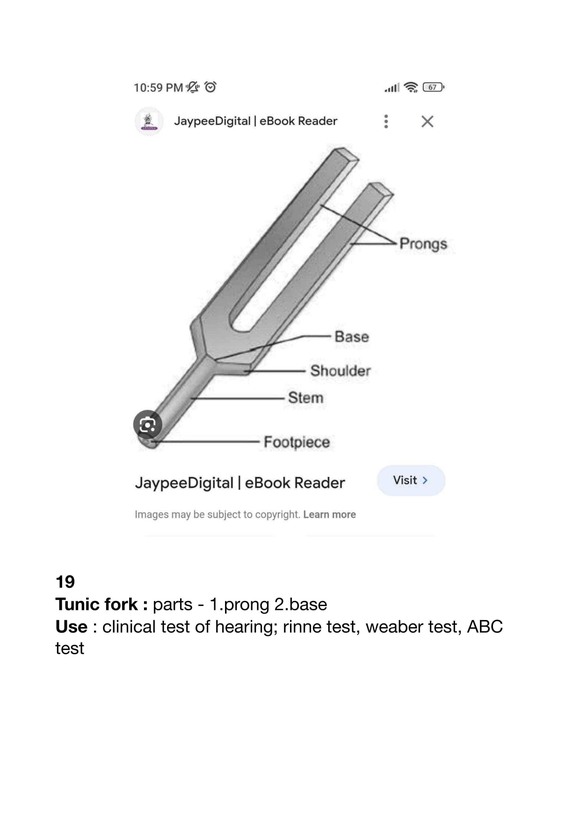 10:59 PM
67
JaypeeDigital | eBook Reader
Prongs
Base
Shoulder
Stem
Footpiece
JaypeeDigital | eBook Reader
Visit >
Images may be subject to copyright. Learn more
19
Tunic fork : parts - 1.prong 2.base
Use : clinical test of hearing; rinne test, weaber test, ABC
test